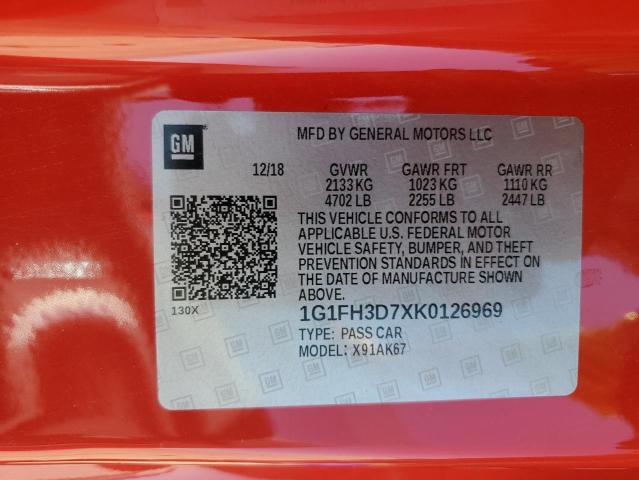 GM
MFD BY GENERAL MOTORS LLC
12/18 GVWR GAWR FRT GAWR RR
2133 KG 1023 KG 1110 KG
4702 LB 2255 LB 2447 LB
THIS VEHICLE CONFORMS TO ALL
APPLICABLE U.S. FEDERAL MOTOR
VEHICLE SAFETY, BUMPER, AND THEFT
PREVENTION STANDARDS IN EFFECT ON
THE DATE OF MANUFACTURE SHOWN
ABOVE.
130X
1G1FH3D7XK0126969
TYPE: PASS CAR
MODEL: X91AK67